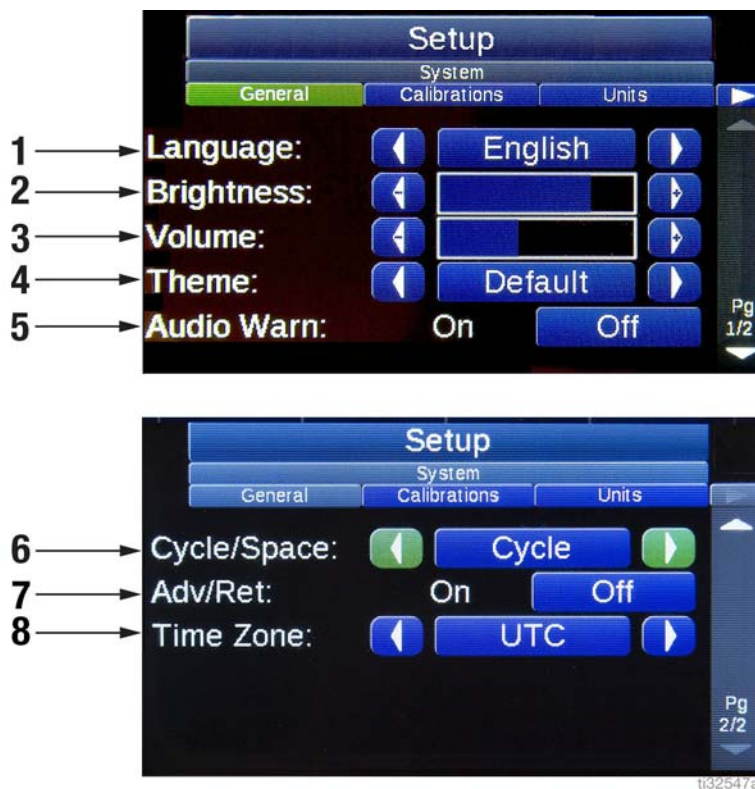 Setup
System
General Calibrations Units
1 Language: English
2 Brightness: - +
3 Volume: - +
4 Theme: Default
5 Audio Warn: On Off
Pg
1/2
Setup
System
General Calibrations Units
6 Cycle/Space: Cycle
7 Adv/Ret: On Off
8 Time Zone: UTC
Pg
2/2
ti32547a